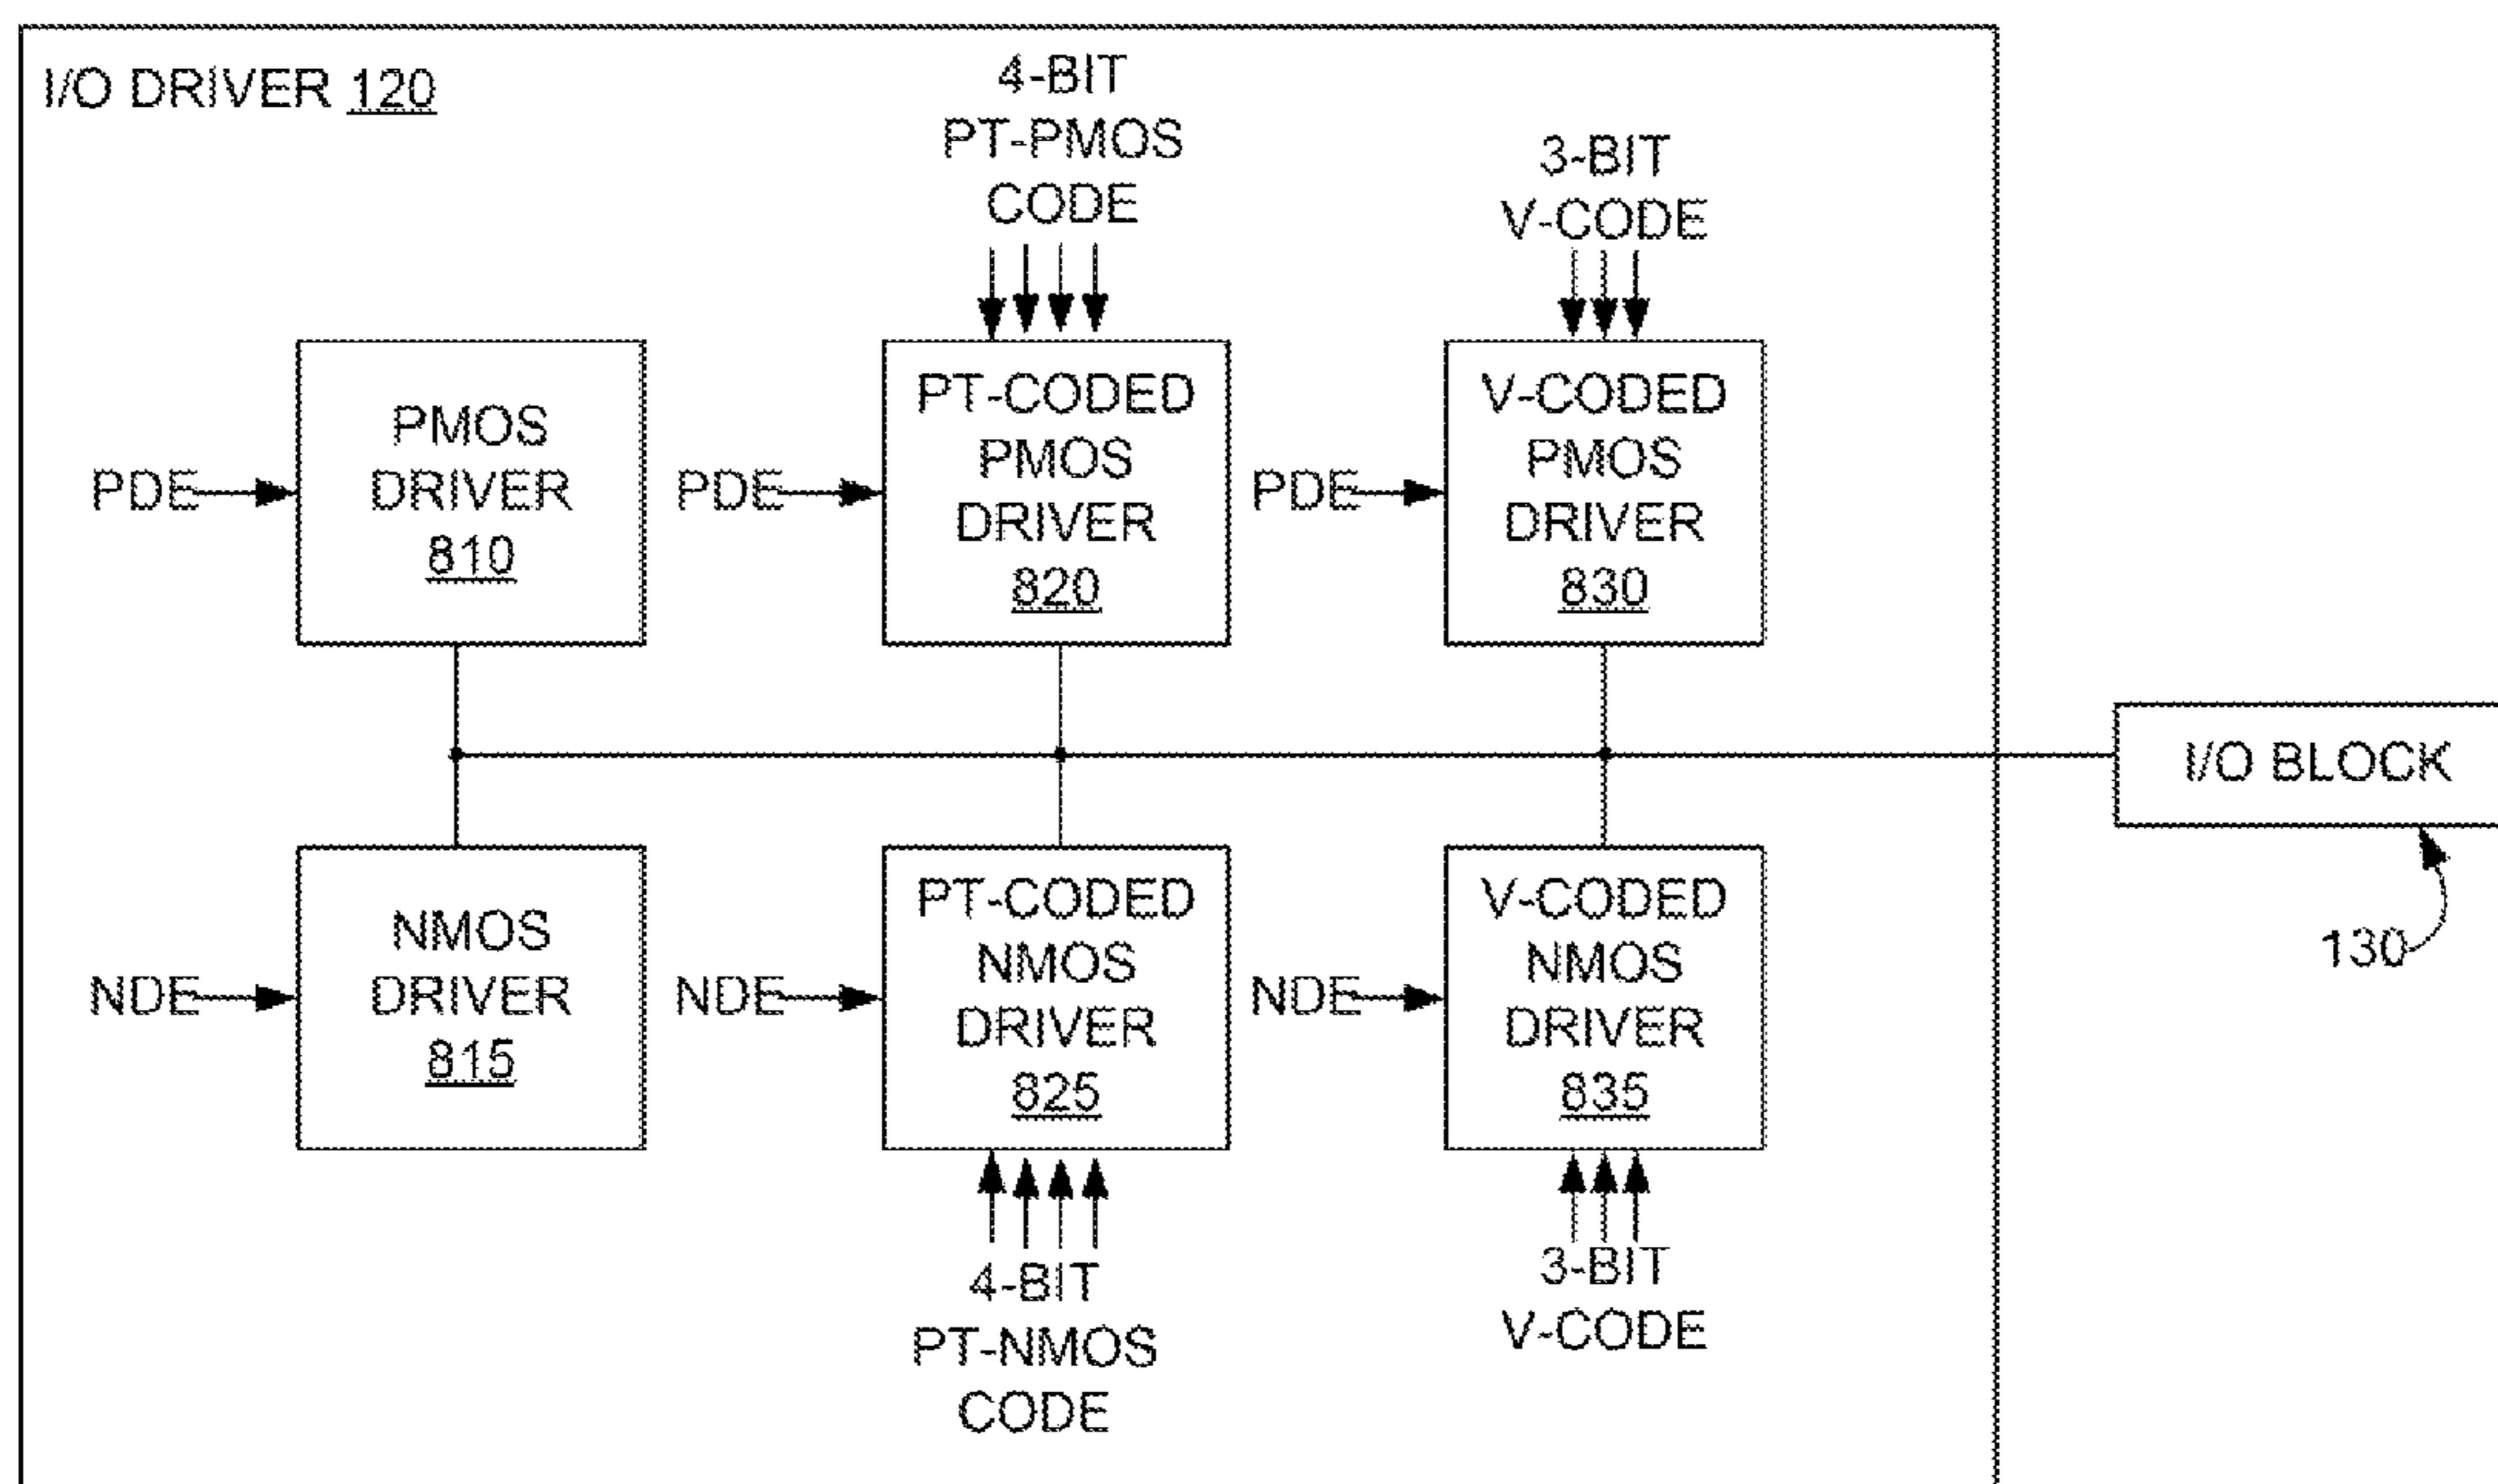 I/O DRIVER 120
4-BIT
PT-PMOS
CODE
3-BIT
V-CODE
PDE
PMOS
DRIVER
810
PDE
PT-CODED
PMOS
DRIVER
820
PDE
V-CODED
PMOS
DRIVER
830
I/O BLOCK
130
NDE
NMOS
DRIVER
815
NDE
PT-CODED
NMOS
DRIVER
825
NDE
V-CODED
NMOS
DRIVER
835
4-BIT
PT-NMOS
CODE
3-BIT
V-CODE